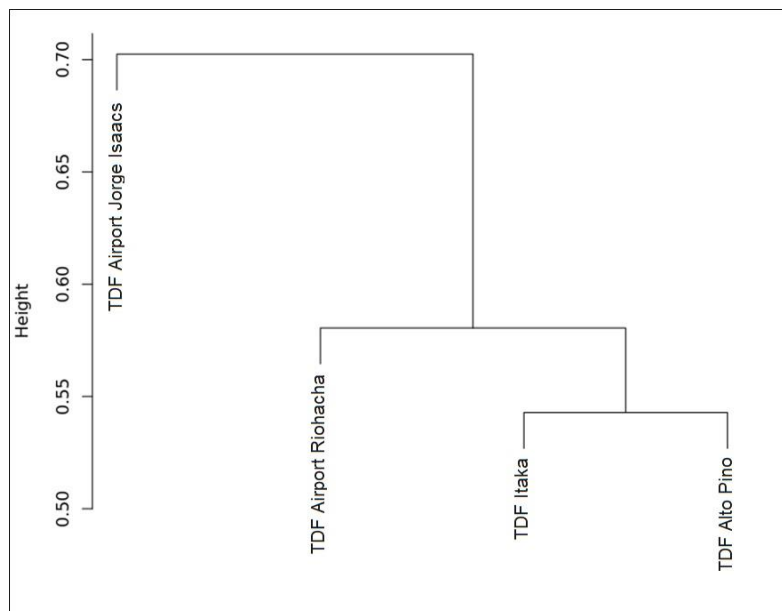 Height
0.70
0.65
0.60
0.55
0.50
TDF Airport Jorge Isaacs
TDF Airport Riohacha
TDF Itaka
TDF Alto Pino